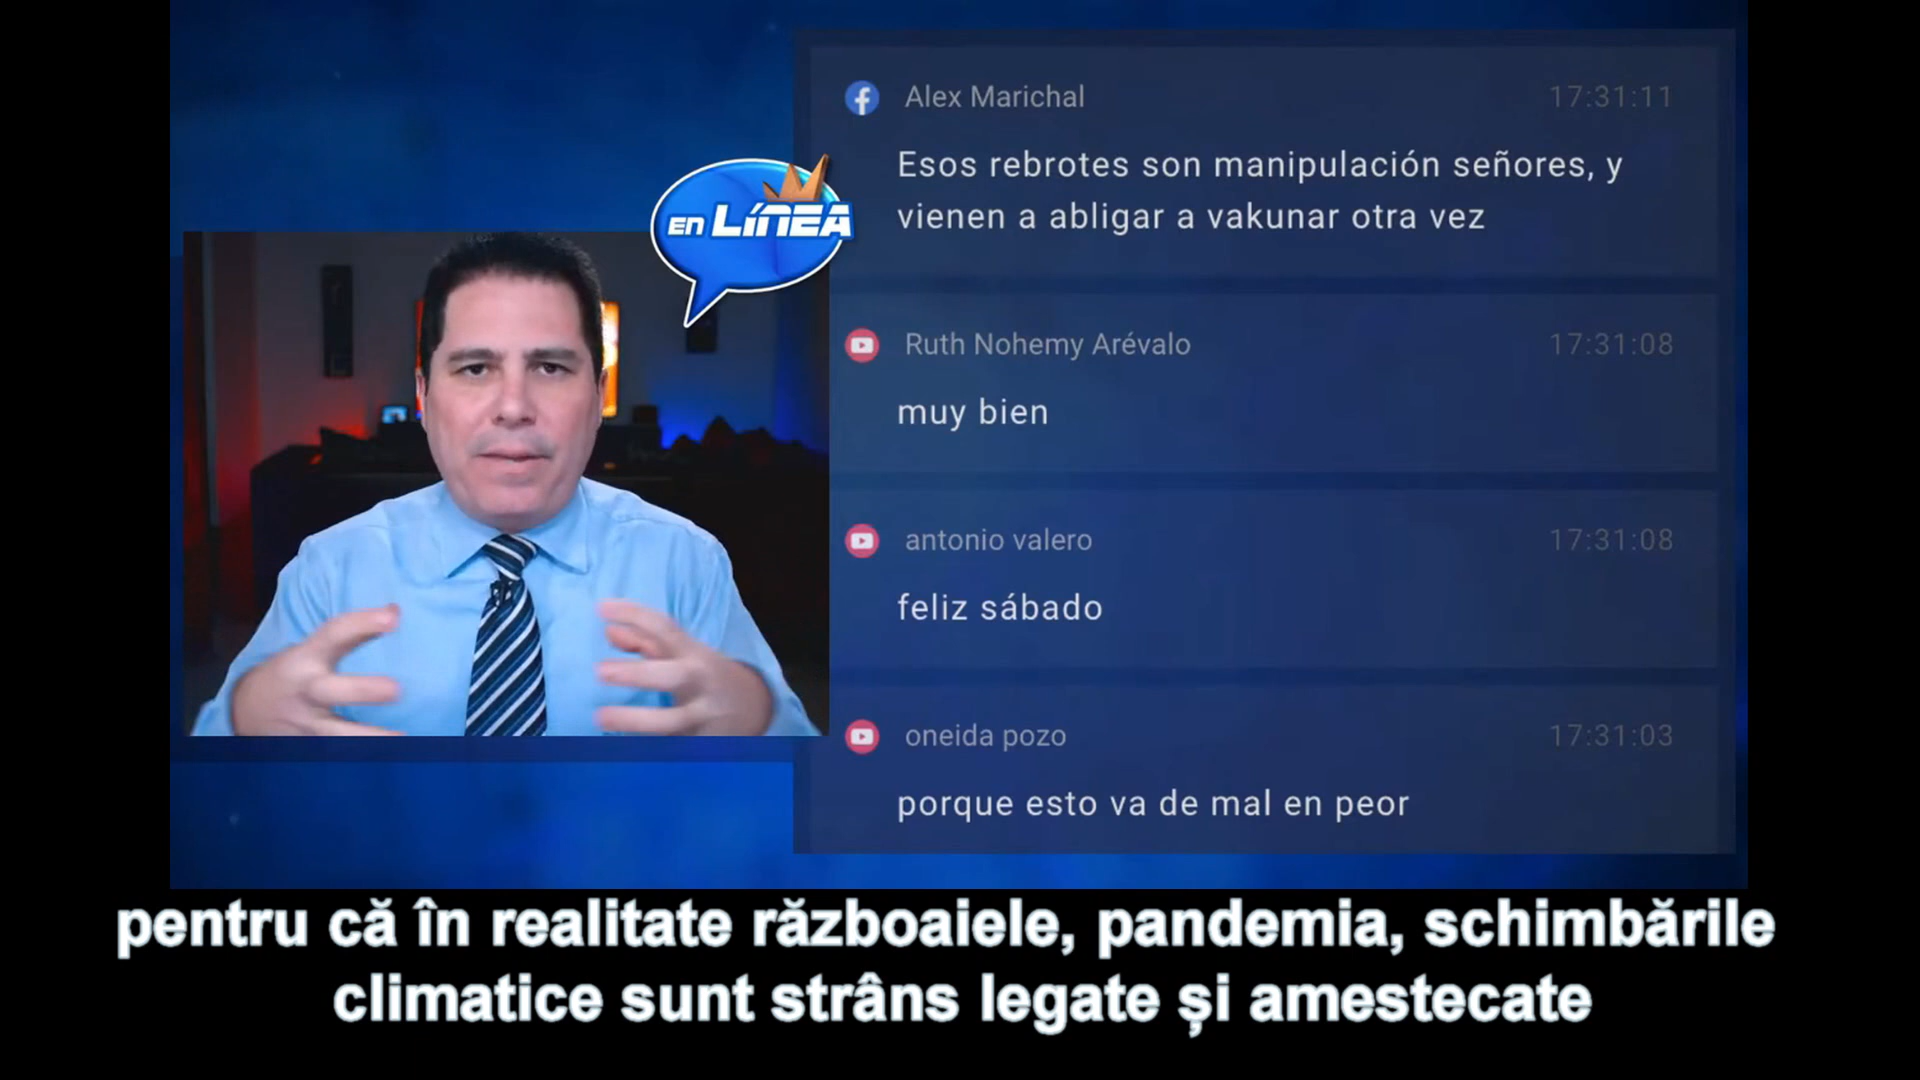 Alex Marichal 17:31:11
Esos rebrotes son manipulación señores, y
vienen a abligar a vakunar otra vez
EN LÍNEA
Ruth Nohemy Arévalo 17:31:08
muy bien
antonio valero 17:31:08
feliz sábado
oneida pozo 17:31:03
porque esto va de mal en peor
pentru că în realitate războaiele, pandemia, schimbările
climatice sunt strâns legate și amestecate